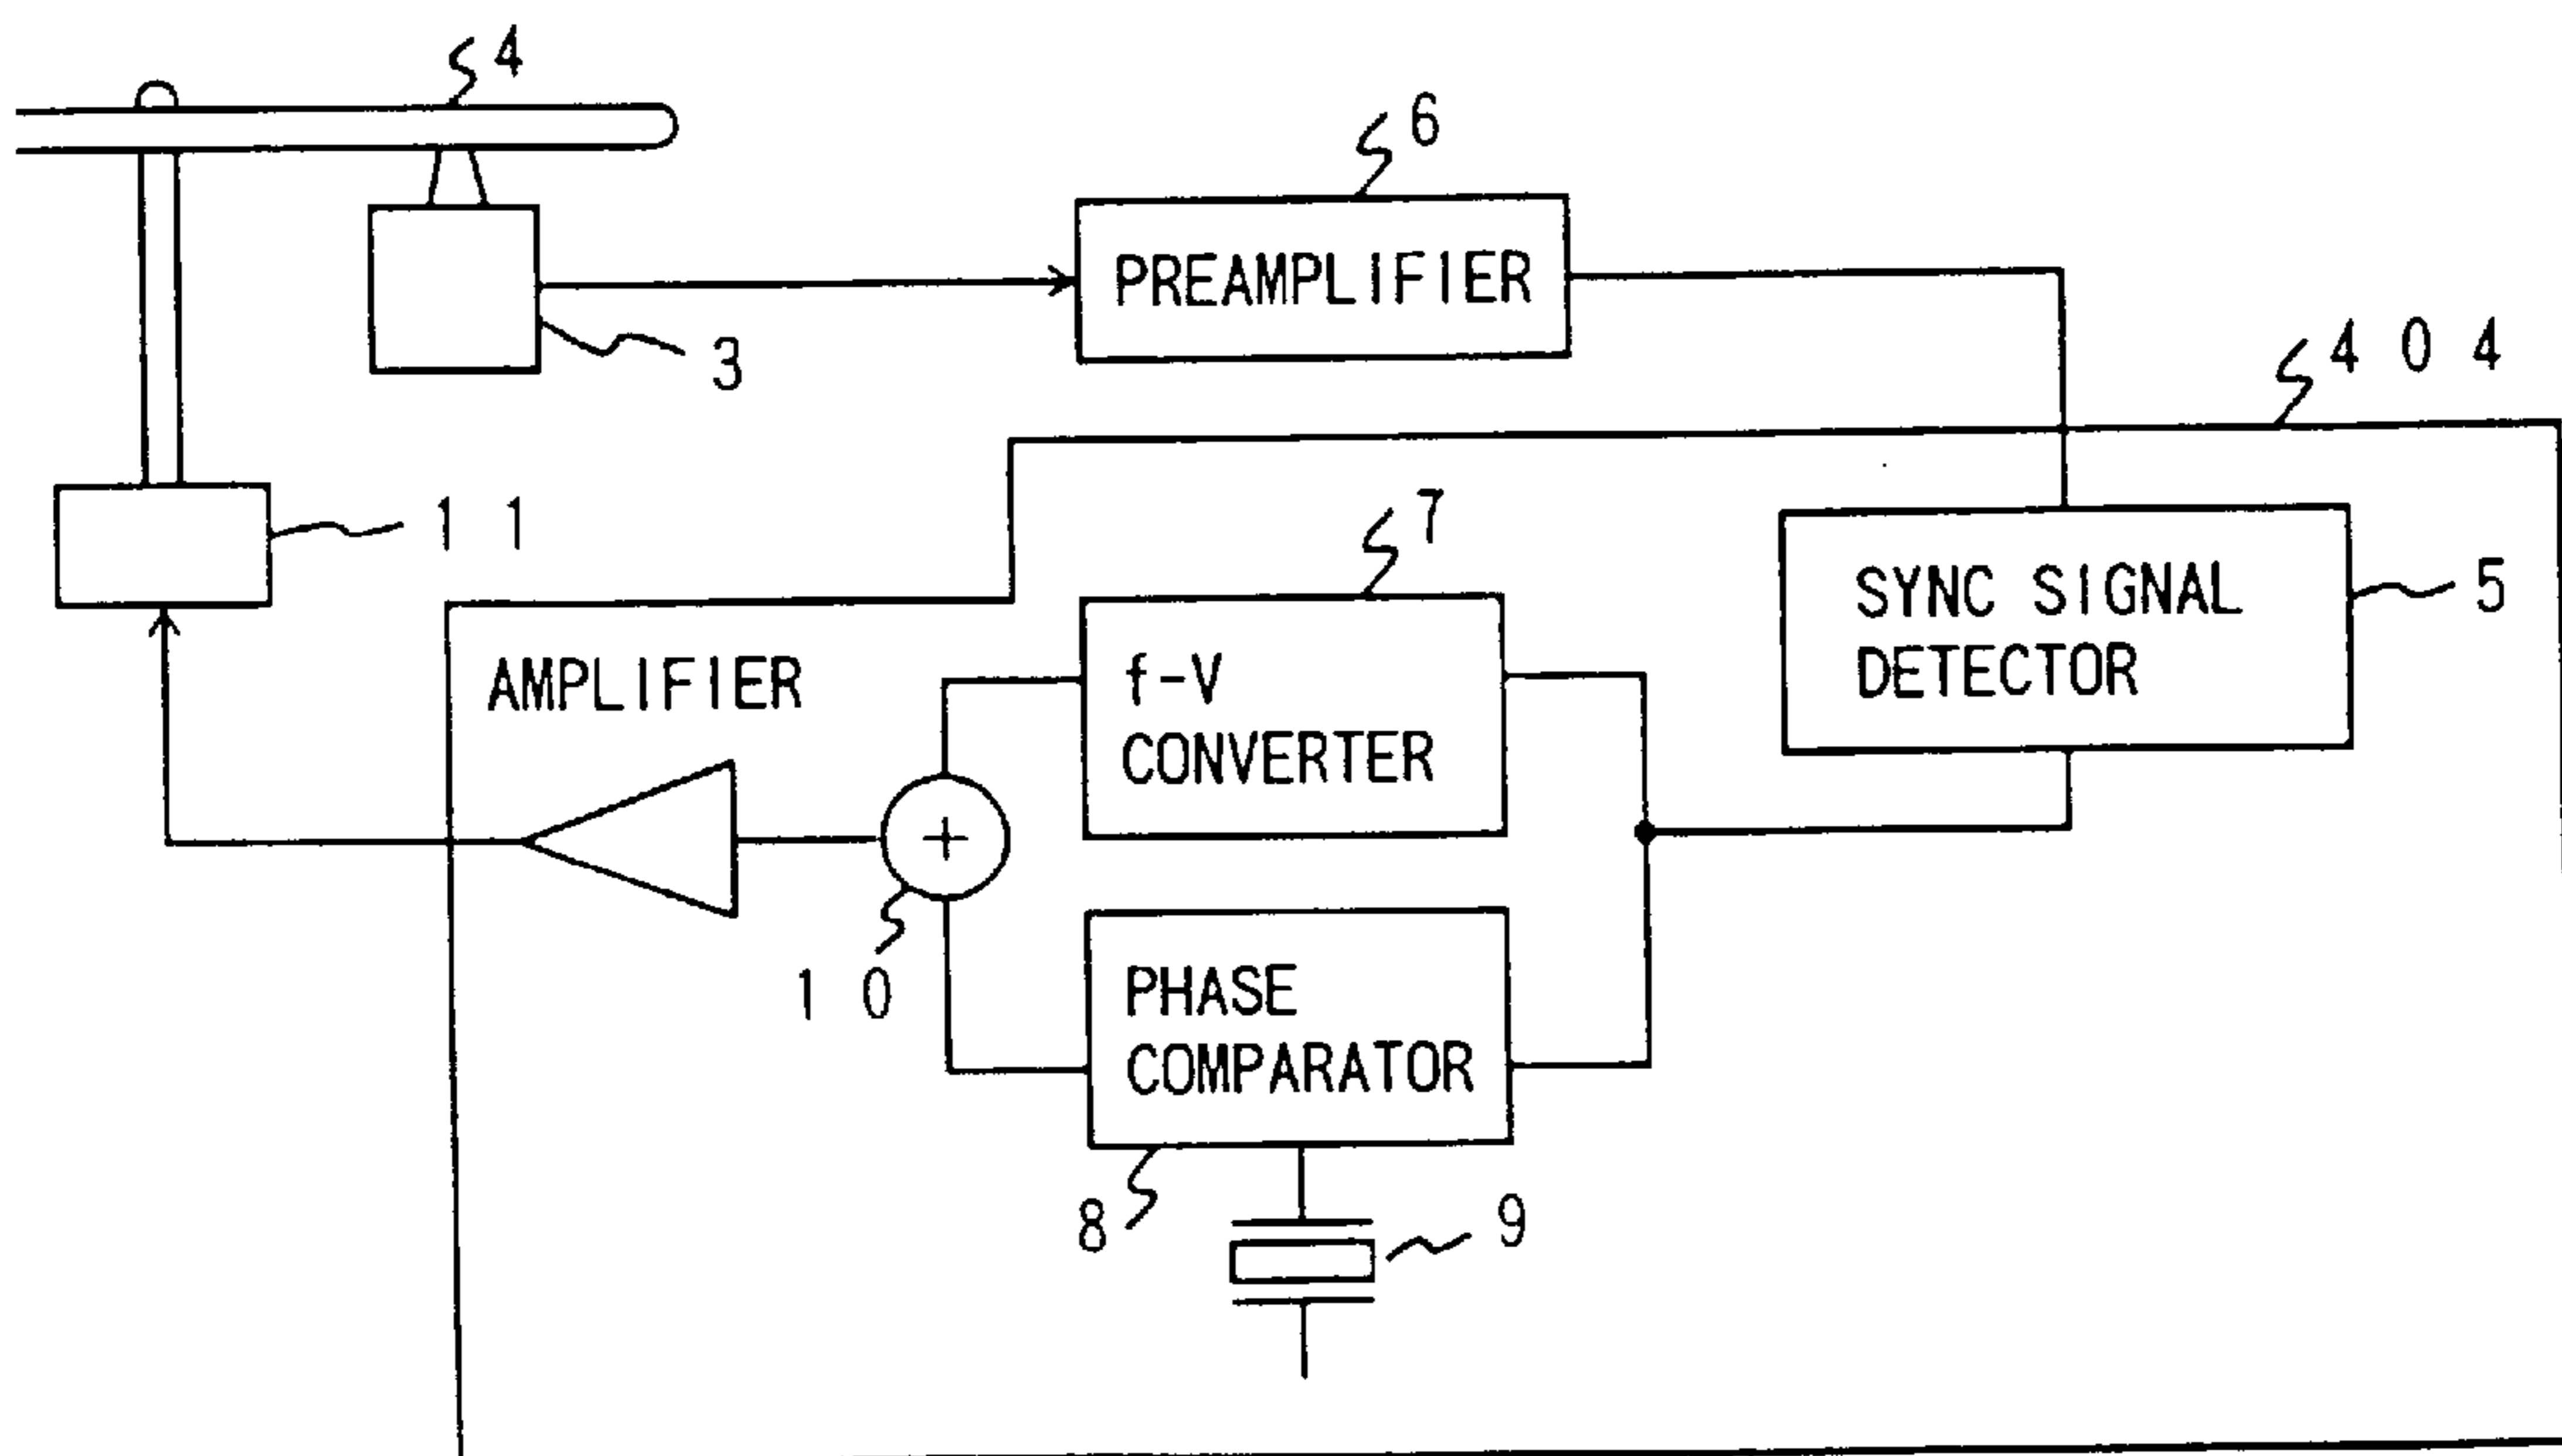 4
6
PREAMPLIFIER
3
404
11
7
5
SYNC SIGNAL
DETECTOR
AMPLIFIER
f-V
CONVERTER
+
10
PHASE
COMPARATOR
8
9